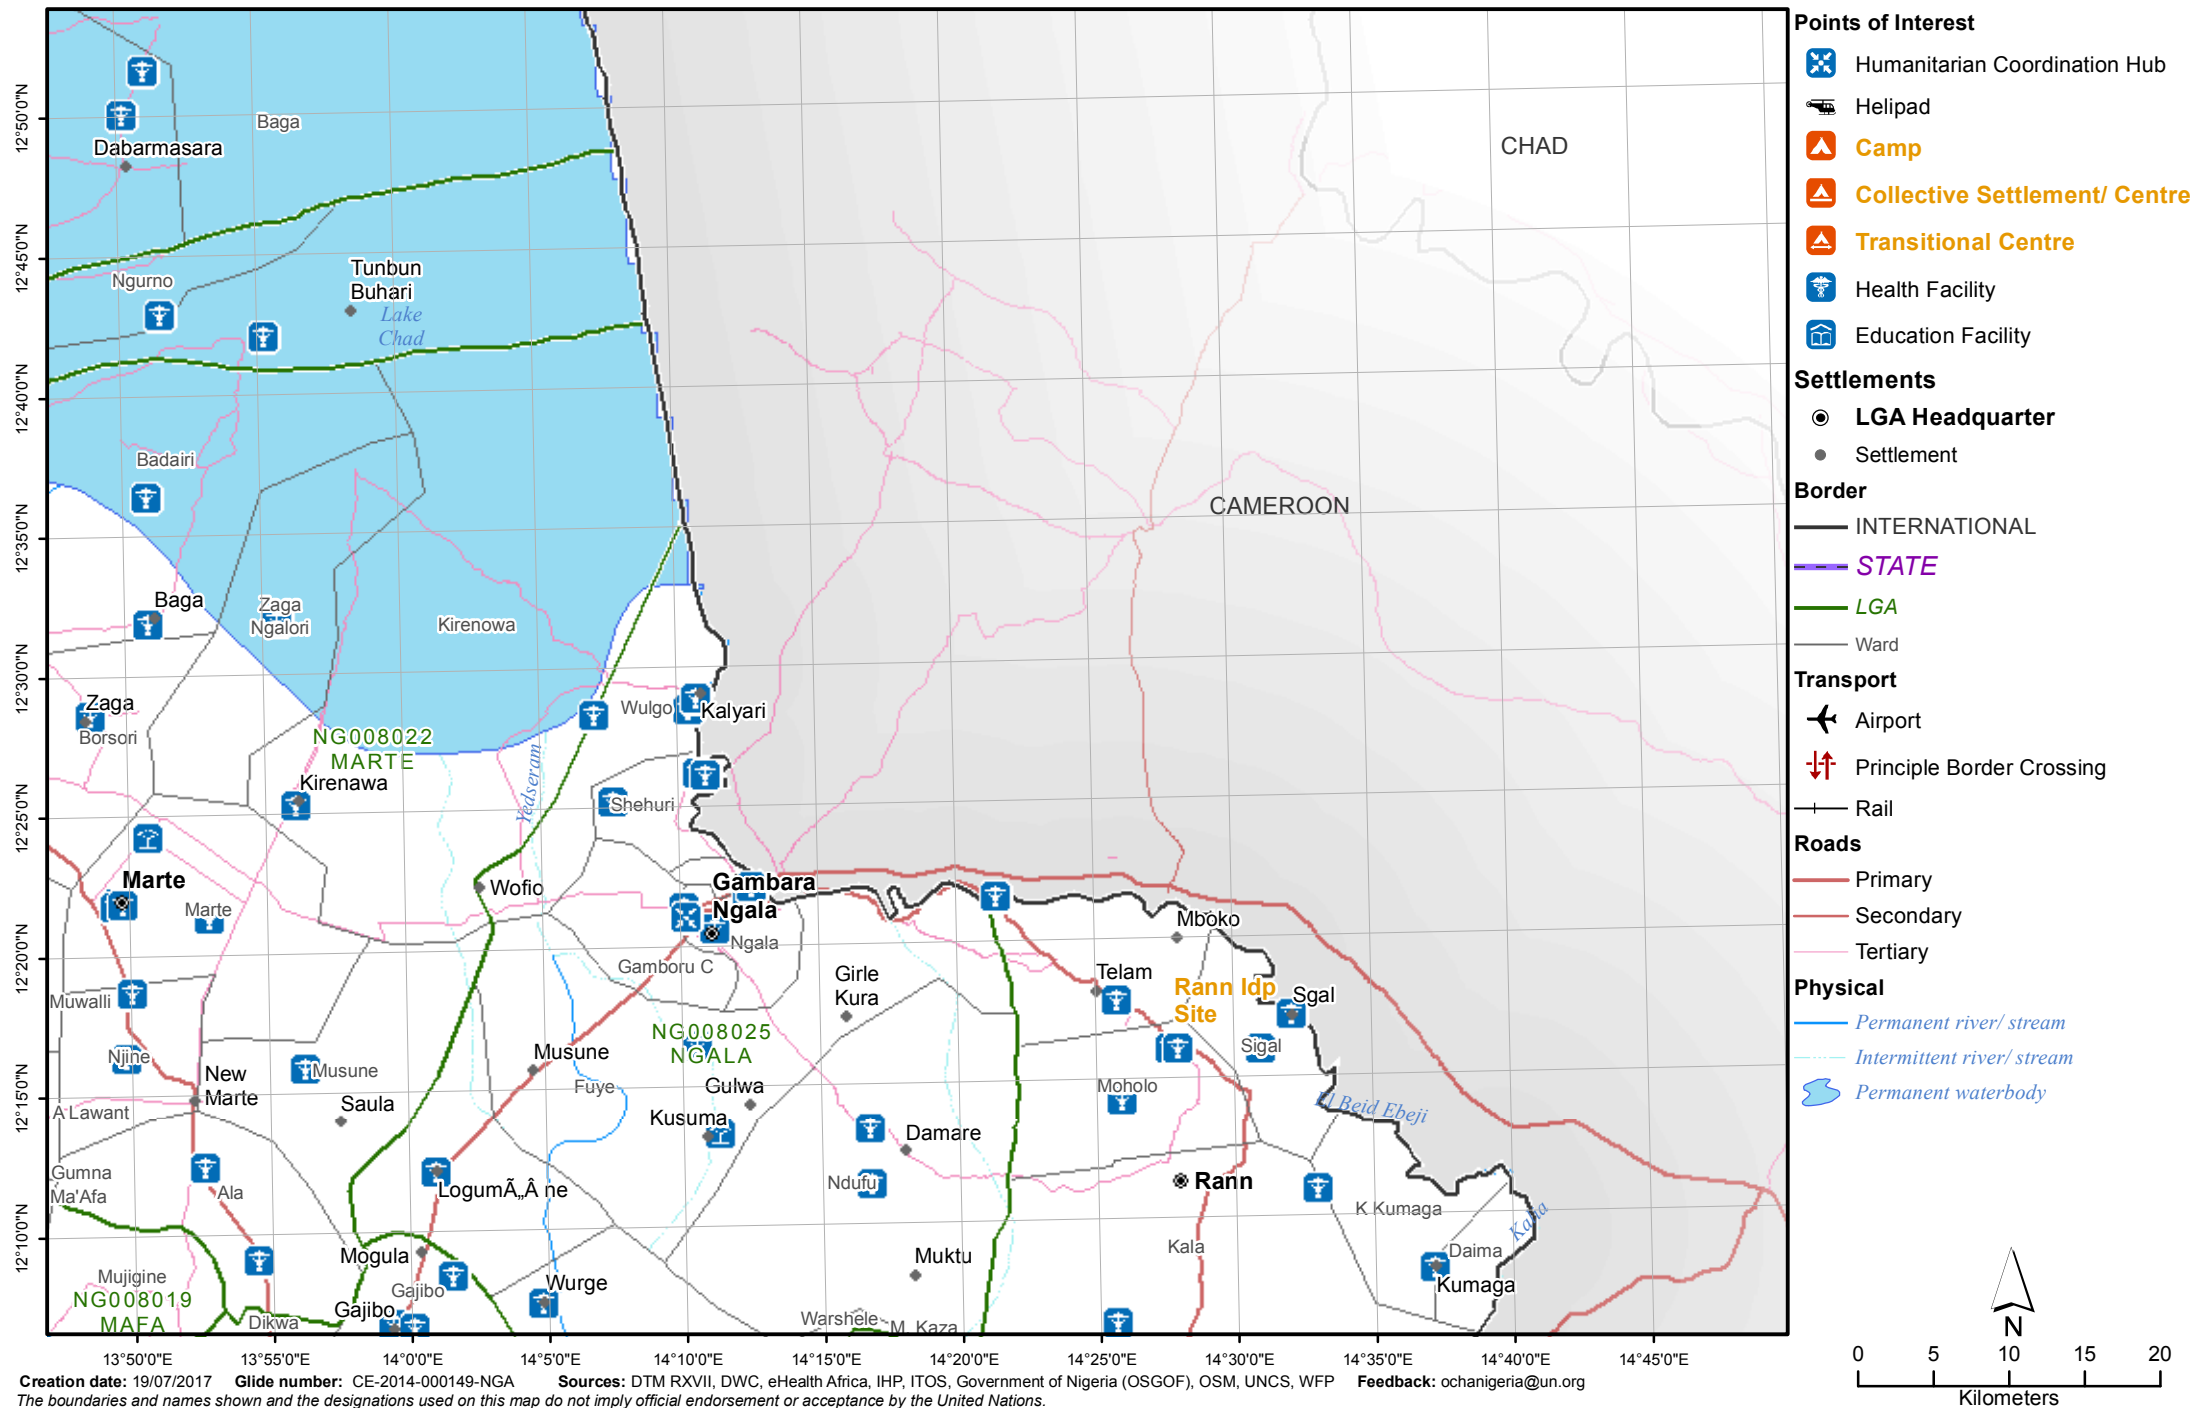 Baga
Dabarmasara
CHAD
Ngurno
Tunbun
Buhari
Lake
Chad
Badairi
CAMEROON
Baga
Zaga
Ngalori
Kirenowa
Zaga
Borsori
NG008022
MARTE
Kirenawa
Yedseram
Wulgo
Kalyari
Shehuri
Marte
Marte
Wofio
Gambara
Ngala
Ngala
Gamboru C
Mboko
Girle
Kura
Telam
Rann Idp
Site
Sgal
Sigal
Muwalli
Njine
Musune
New
Marte
A Lawant
Saula
Musune
Fuye
NG008025
NGALA
Gulwa
Kusuma
Moholo
El Beid Ebeji
Damare
Ndufu
Rann
Gumna
Ma'Afa
Ala
LogumÃ„Â ne
K Kumaga
Kalia
Kala
Daima
Kumaga
Mogula
Gajibo
Gajibo
Wurge
Muktu
Mujigine
NG008019
MAFA
Dikwa
Warshele
M Kaza
12°50'0"N
12°45'0"N
12°40'0"N
12°35'0"N
12°30'0"N
12°25'0"N
12°20'0"N
12°15'0"N
12°10'0"N
13°50'0"E
13°55'0"E
14°0'0"E
14°5'0"E
14°10'0"E
14°15'0"E
14°20'0"E
14°25'0"E
14°30'0"E
14°35'0"E
14°40'0"E
14°45'0"E
Points of Interest
Humanitarian Coordination Hub
Helipad
Camp
Collective Settlement/ Centre
Transitional Centre
Health Facility
Education Facility
Settlements
LGA Headquarter
Settlement
Border
INTERNATIONAL
STATE
LGA
Ward
Transport
Airport
Principle Border Crossing
Rail
Roads
Primary
Secondary
Tertiary
Physical
Permanent river/ stream
Intermittent river/ stream
Permanent waterbody
N
0 5 10 15 20
Kilometers
Creation date: 19/07/2017 Glide number: CE-2014-000149-NGA Sources: DTM RXVII, DWC, eHealth Africa, IHP, ITOS, Government of Nigeria (OSGOF), OSM, UNCS, WFP Feedback: ochanigeria@un.org
The boundaries and names shown and the designations used on this map do not imply official endorsement or acceptance by the United Nations.